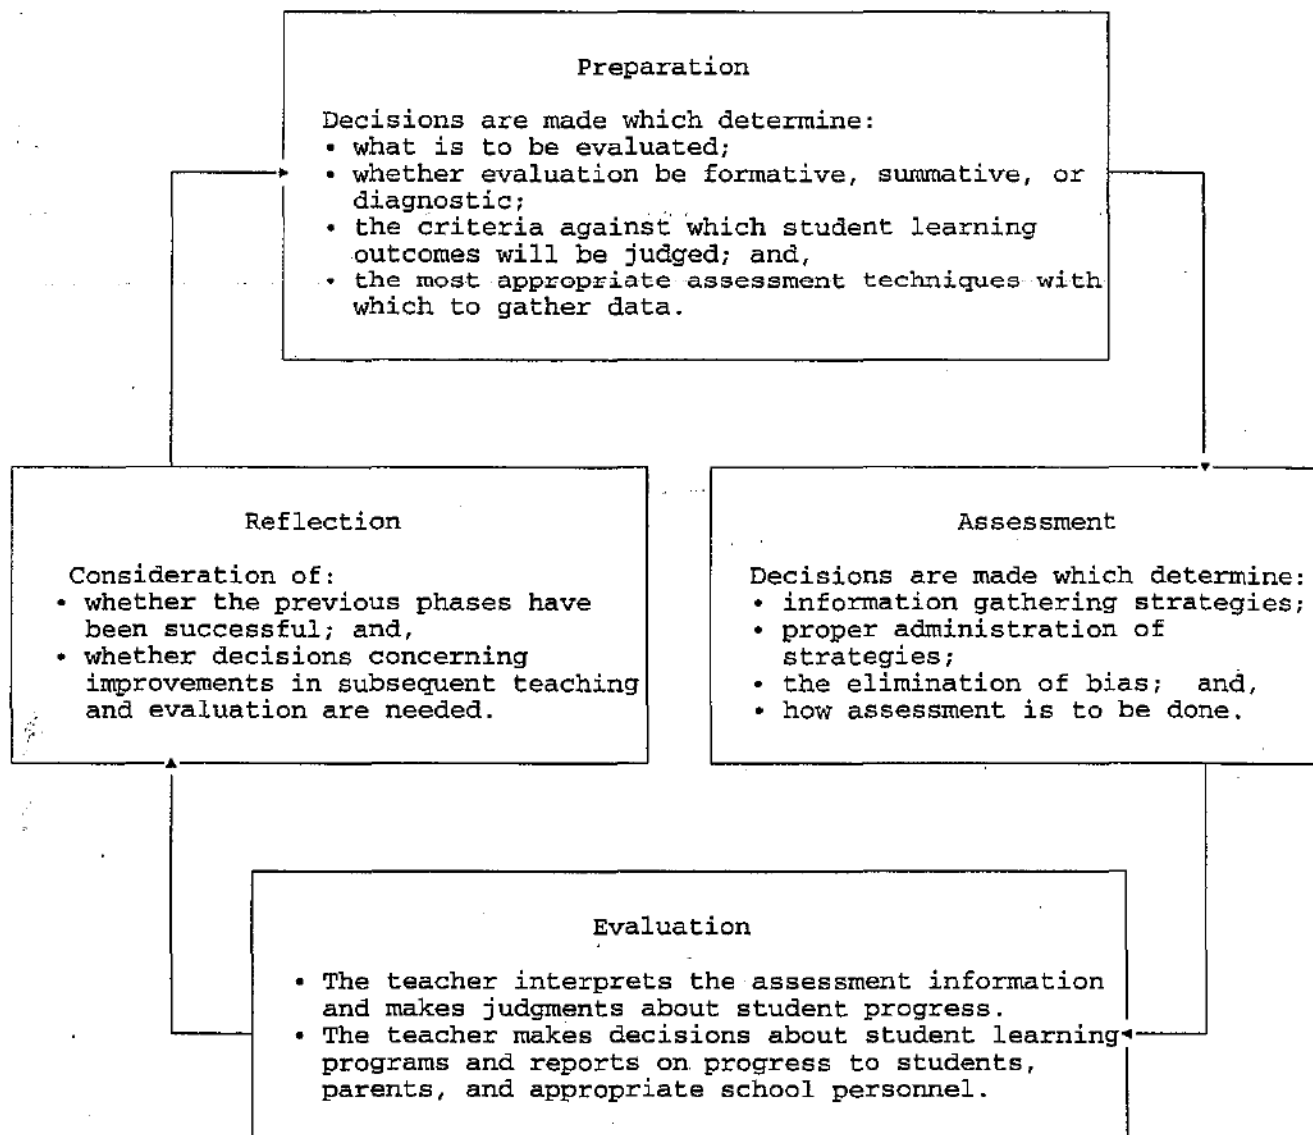 Preparation
Decisions are made which determine:
• what is to be evaluated;
• whether evaluation be formative, summative, or
diagnostic;
• the criteria against which student learning
outcomes will be judged; and,
• the most appropriate assessment techniques with
which to gather data.
Reflection
Consideration of:
• whether the previous phases have
been successful; and,
• whether decisions concerning
improvements in subsequent teaching
and evaluation are needed.
Assessment
Decisions are made which determine:
• information gathering strategies;
• proper administration of
strategies;
• the elimination of bias; and,
• how assessment is to be done.
Evaluation
• The teacher interprets the assessment information
and makes judgments about student progress.
• The teacher makes decisions about student learning
programs and reports on progress to students,
parents, and appropriate school personnel.